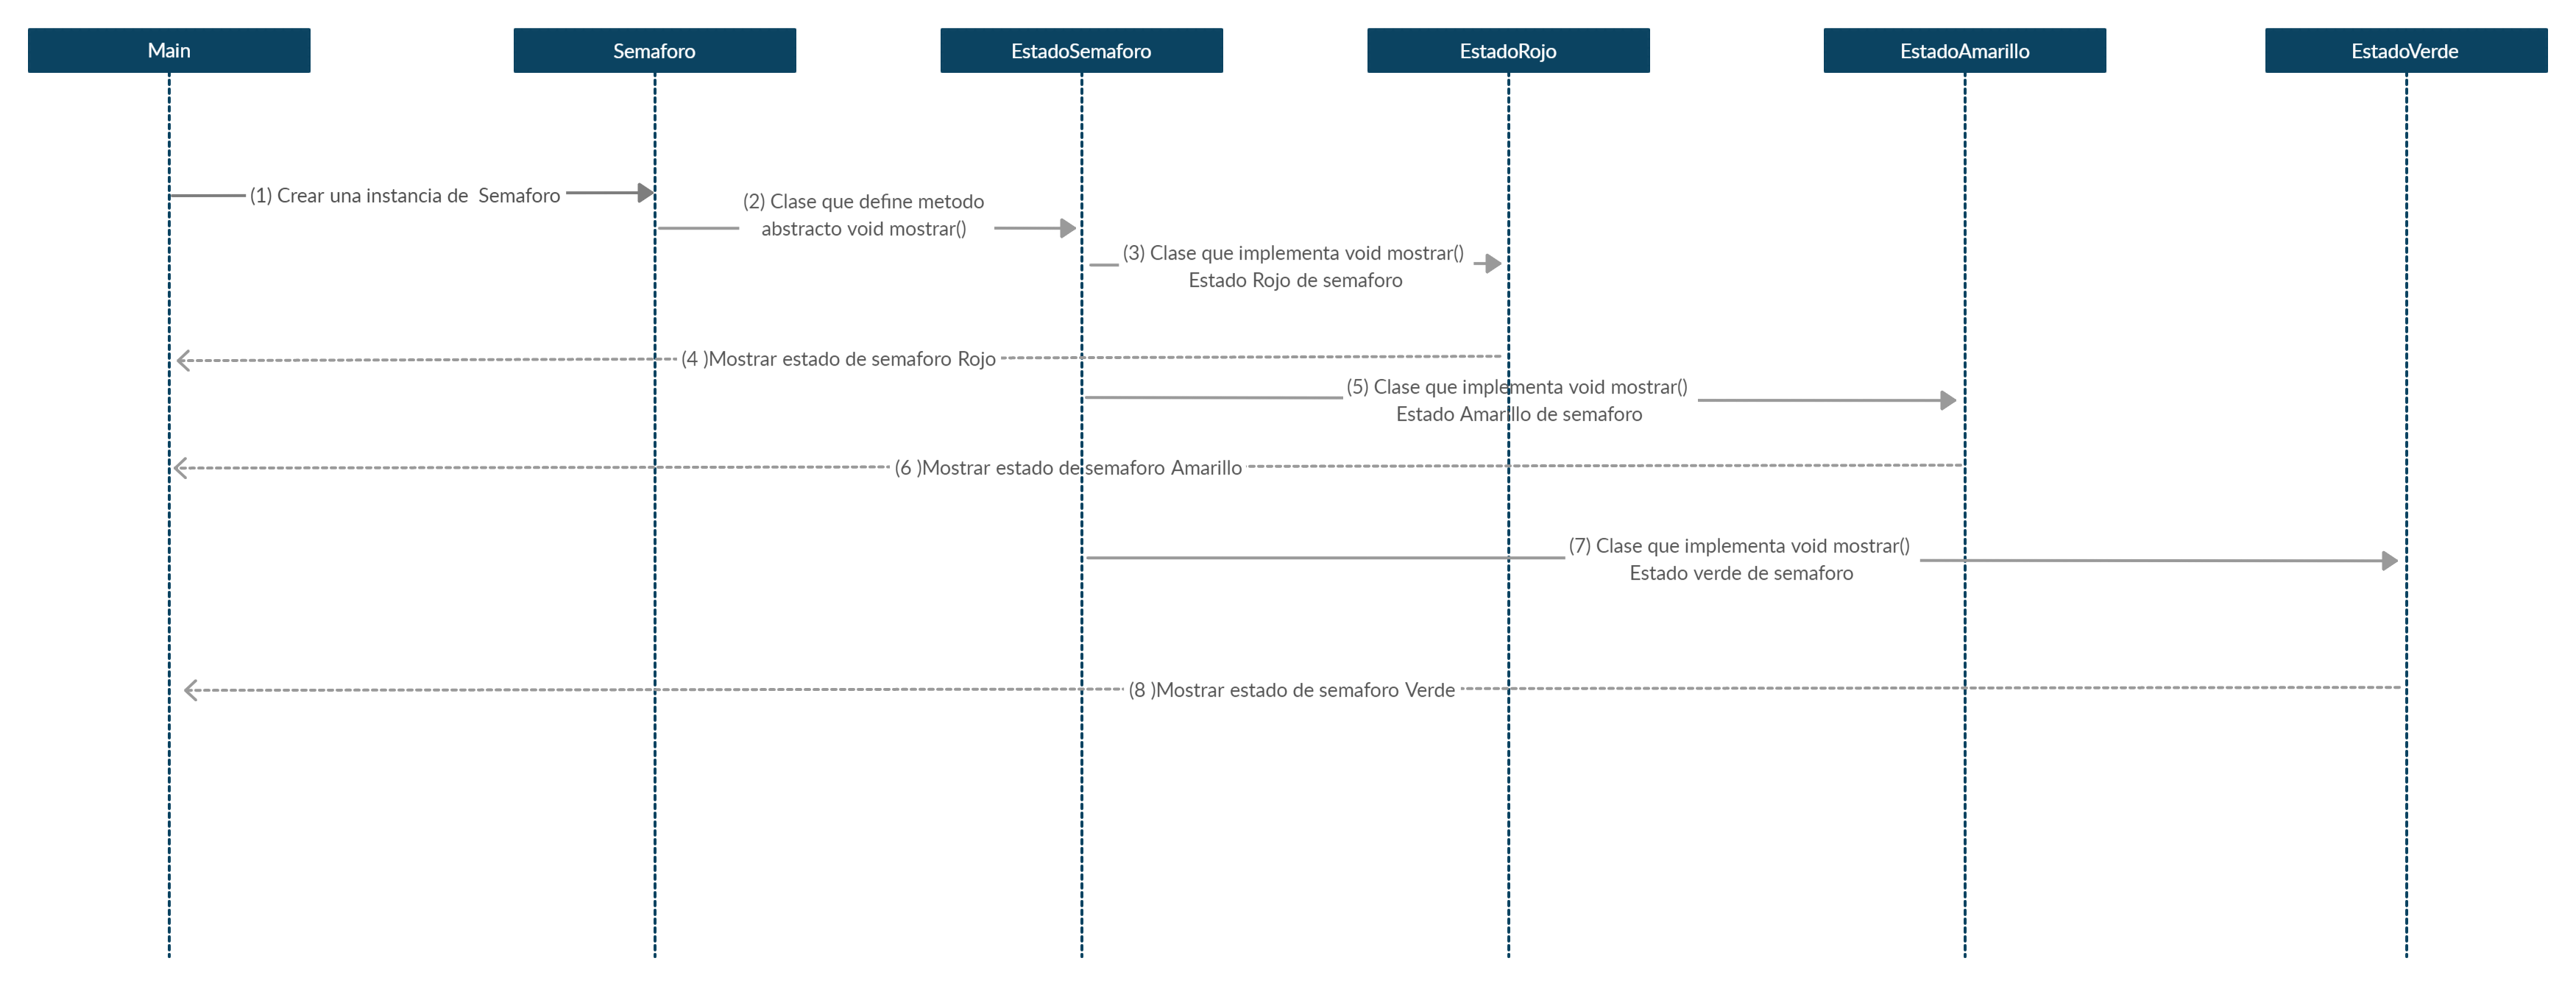 Main
Semaforo
EstadoSemaforo
EstadoRojo
EstadoAmarillo
EstadoVerde
(1) Crear una instancia de  Semaforo
(2) Clase que define metodo
abstracto void mostrar()
(3) Clase que implementa void mostrar()
Estado Rojo de semaforo
(4 )Mostrar estado de semaforo Rojo
(5) Clase que implementa void mostrar()
Estado Amarillo de semaforo
(6 )Mostrar estado de semaforo Amarillo
(7) Clase que implementa void mostrar()
Estado verde de semaforo
(8 )Mostrar estado de semaforo Verde